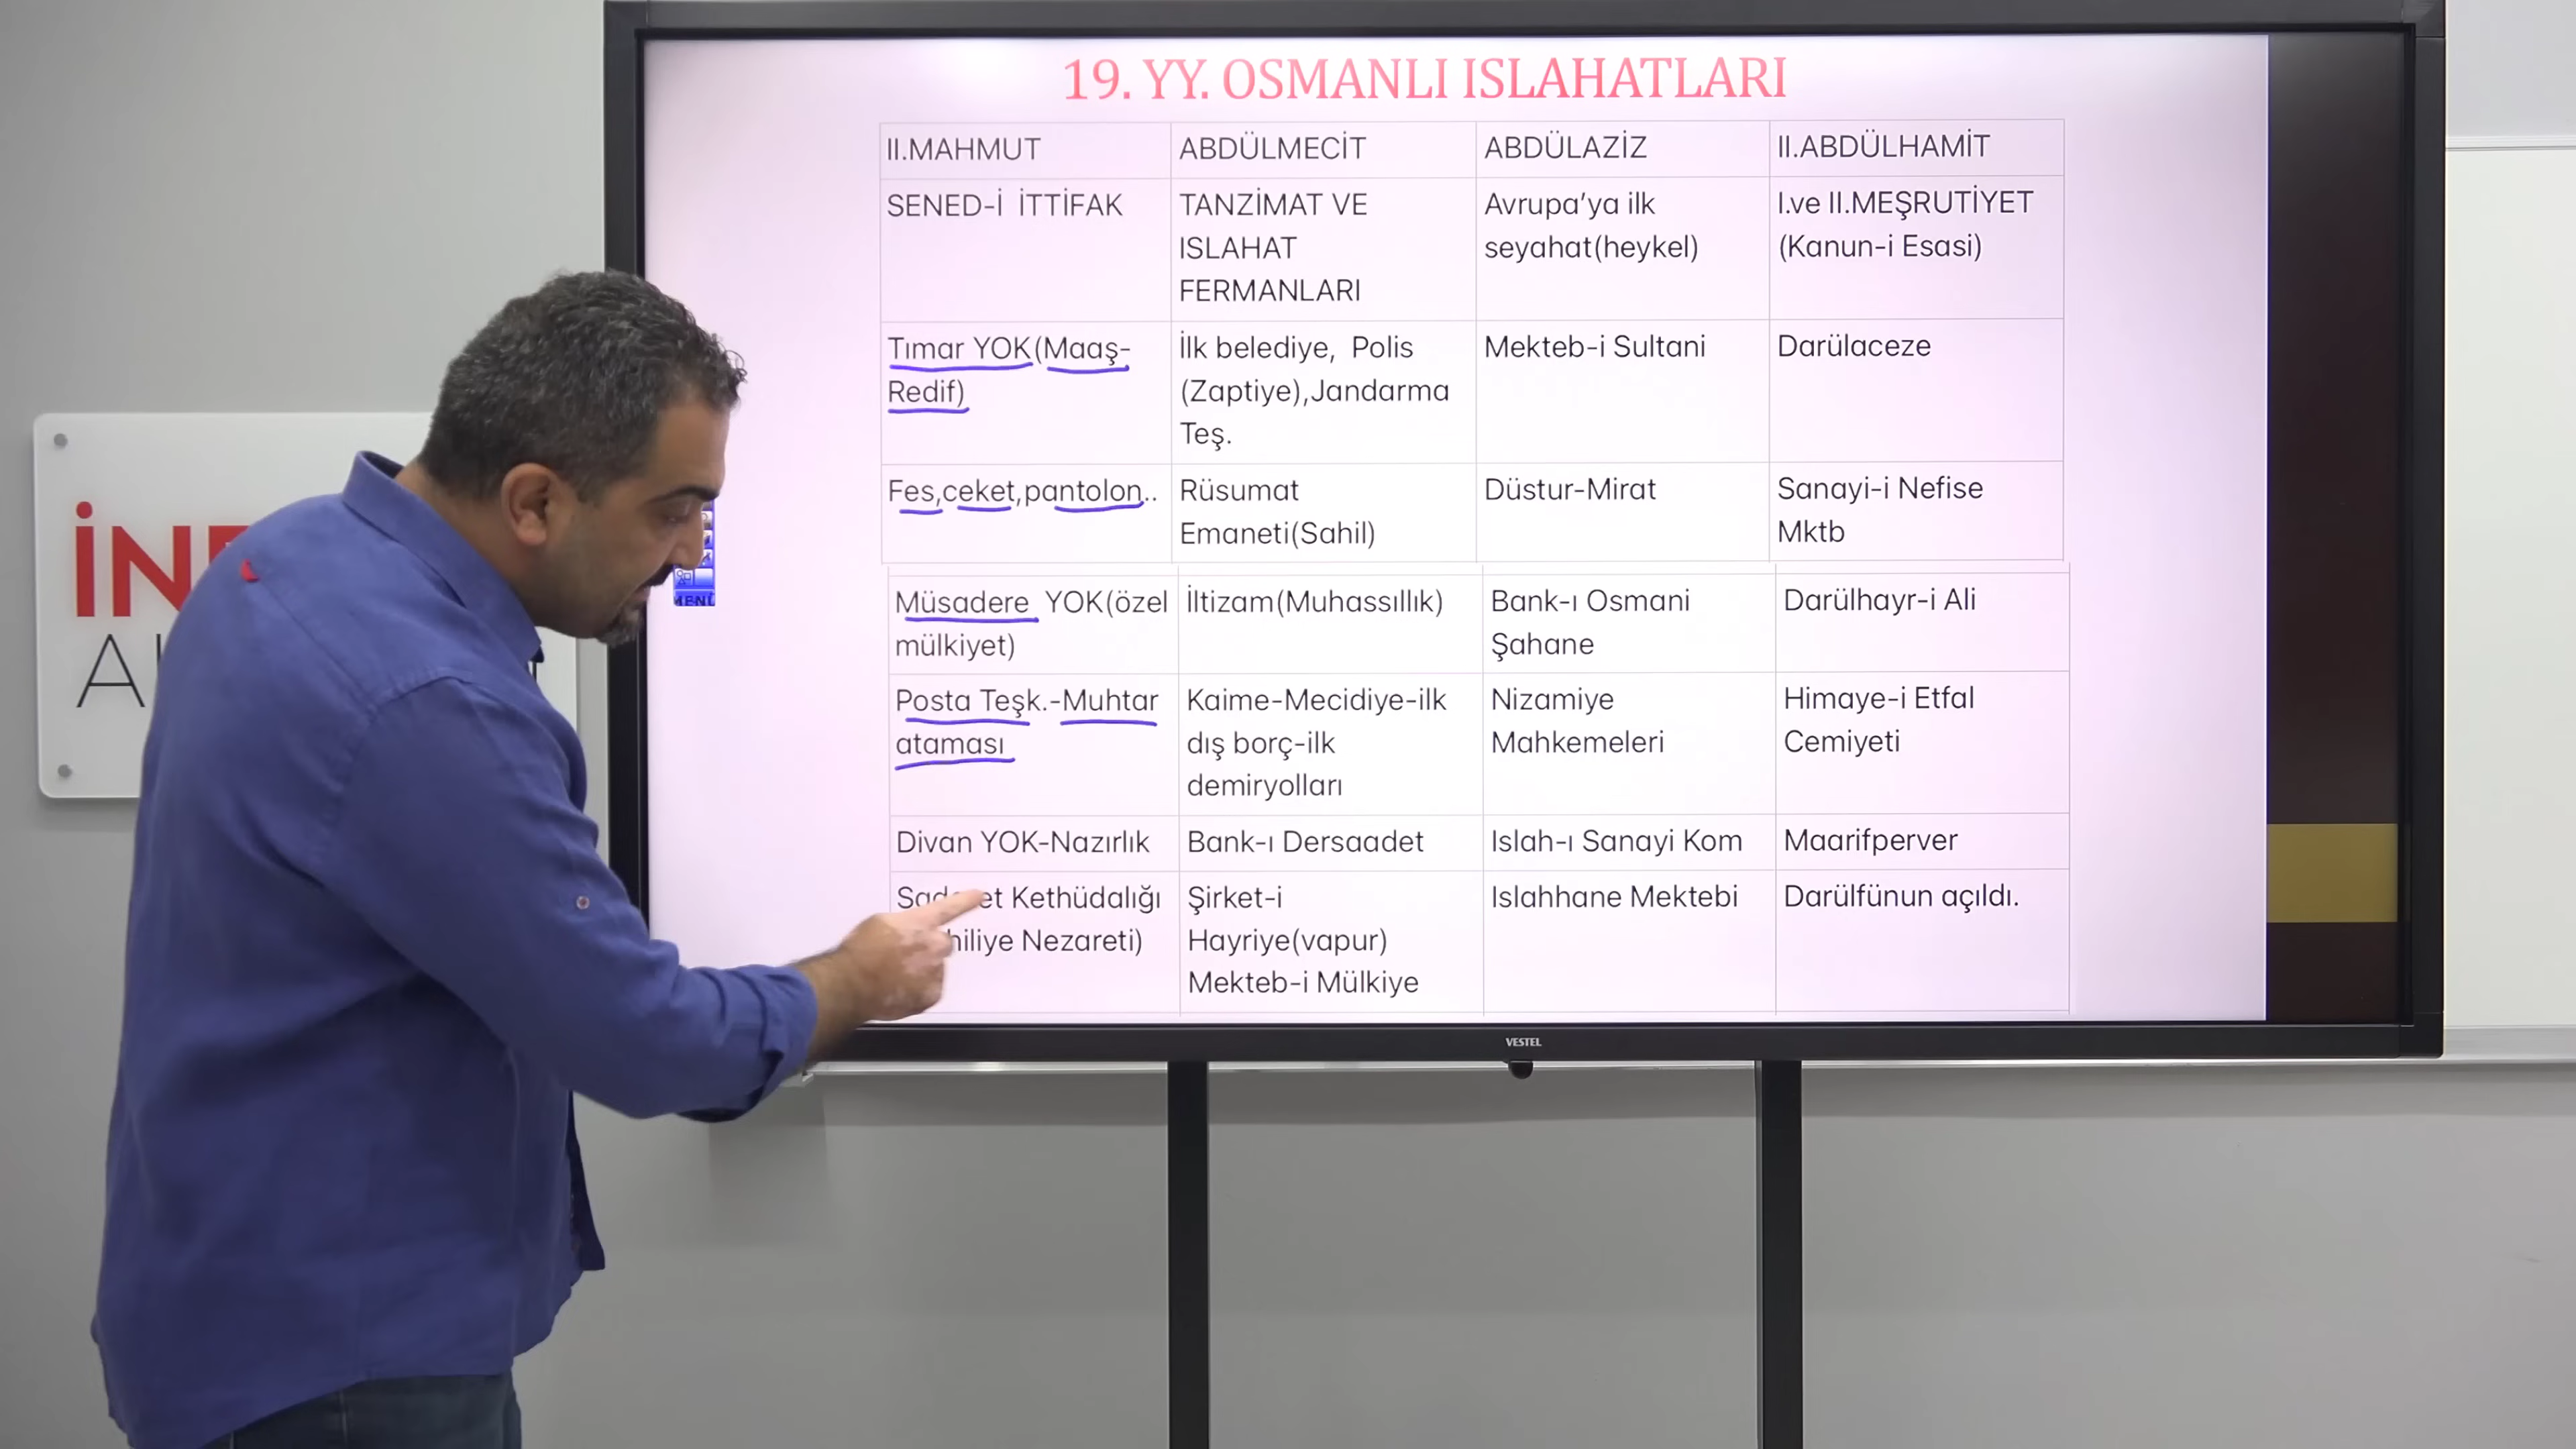 19. YY. OSMANLI ISLAHATLARI
II.MAHMUT
ABDÜLMECİT
ABDÜLAZİZ
II.ABDÜLHAMİT
SENED-İ İTTİFAK
TANZİMAT VE
ISLAHAT
FERMANLARI
Avrupa'ya ilk
seyahat(heykel)
I.ve II.MEŞRUTİYET
(Kanun-i Esasi)
Tımar YOK(Maaş-
Redif)
İlk belediye, Polis
(Zaptiye),Jandarma
Teş.
Mekteb-i Sultani
Darülaceze
Fes,ceket,pantolon..
Rüsumat
Emaneti(Sahil)
Düstur-Mirat
Sanayi-i Nefise
Mktb
Müsadere YOK(özel
mülkiyet)
İltizam(Muhassıllık)
Bank-ı Osmani
Şahane
Darülhayr-i Ali
Posta Teşk.-Muhtar
ataması
Kaime-Mecidiye-ilk
dış borç-ilk
demiryolları
Nizamiye
Mahkemeleri
Himaye-i Etfal
Cemiyeti
Divan YOK-Nazırlık
Bank-ı Dersaadet
Islah-ı Sanayi Kom
Maarifperver
Kethüdalığı
Nezareti)
Şirket-i
Hayriye(vapur)
Mekteb-i Mülkiye
Islahhane Mektebi
Darülfünun açıldı.
MENÜ
VESTEL